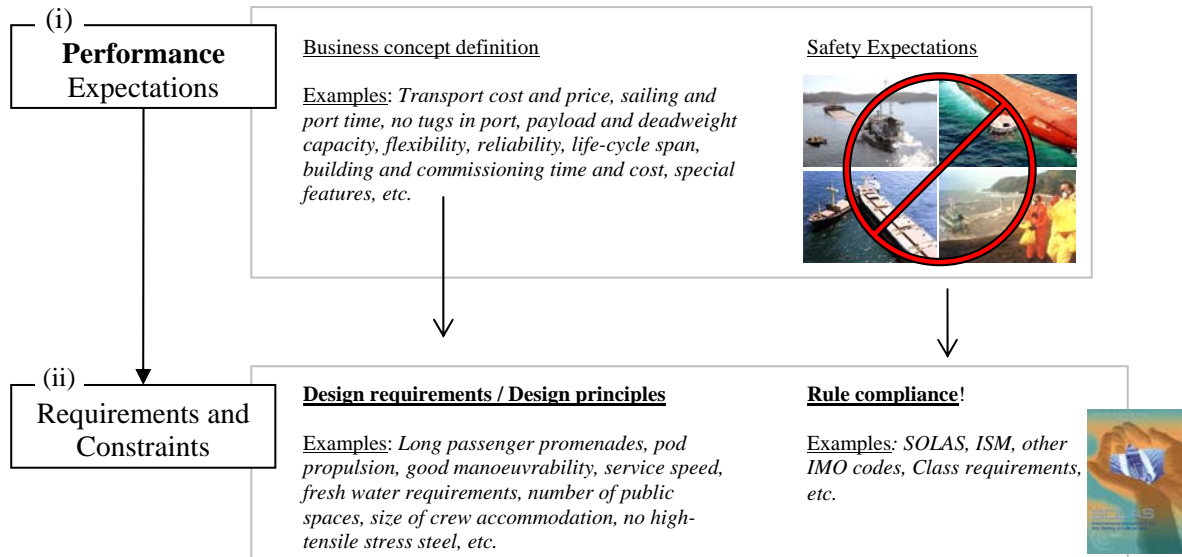 (i)
Performance
Expectations
Business concept definition
Examples: Transport cost and price, sailing and
port time, no tugs in port, payload and deadweight
capacity, flexibility, reliability, life-cycle span,
building and commissioning time and cost, special
features, etc.
Safety Expectations
(ii)
Requirements and
Constraints
Design requirements / Design principles
Examples: Long passenger promenades, pod
propulsion, good manoeuvrability, service speed,
fresh water requirements, number of public
spaces, size of crew accommodation, no high-
tensile stress steel, etc.
Rule compliance!
Examples: SOLAS, ISM, other
IMO codes, Class requirements,
etc.
SOLAS